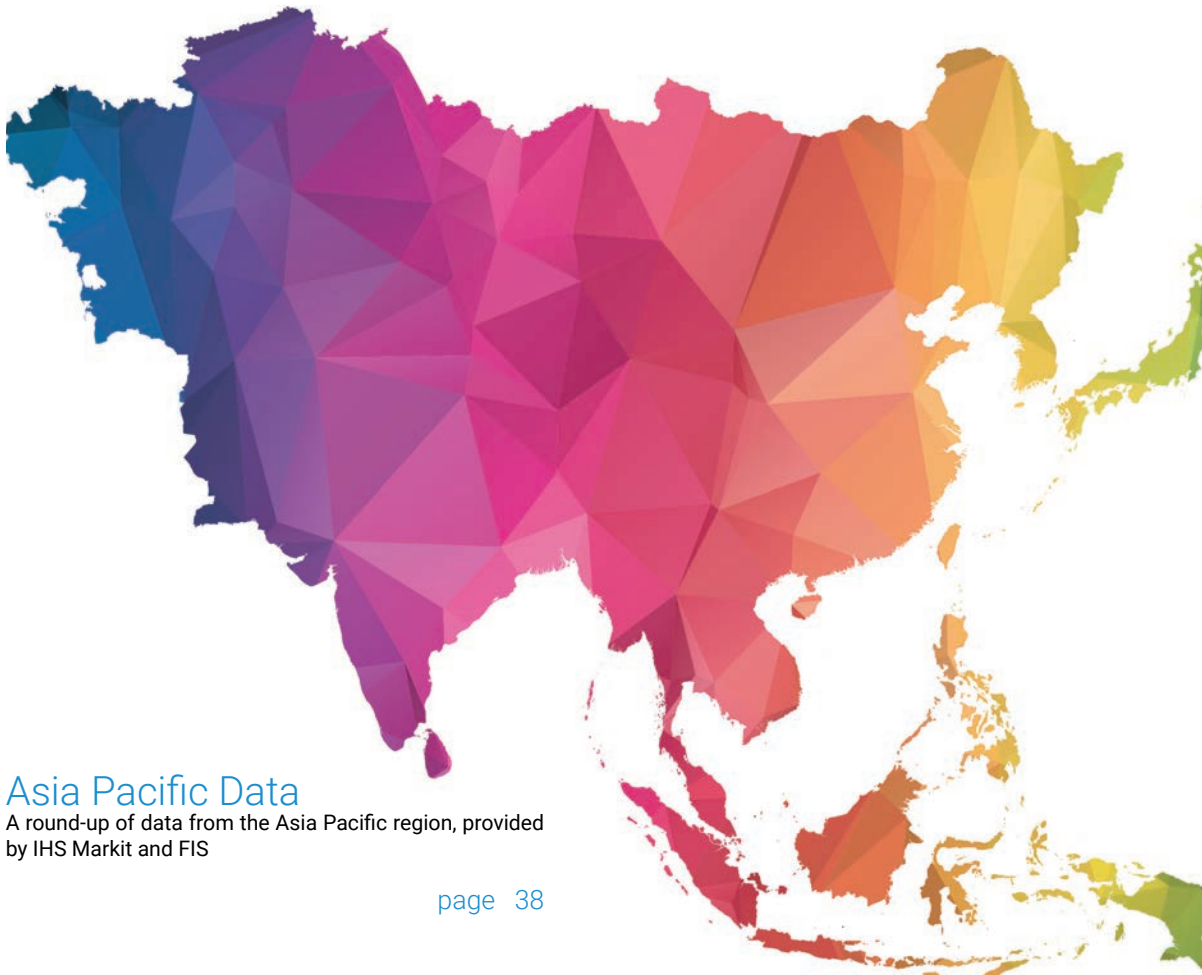 Asia Pacific Data
A round-up of data from the Asia Pacific region, provided
by IHS Markit and FIS
page 38